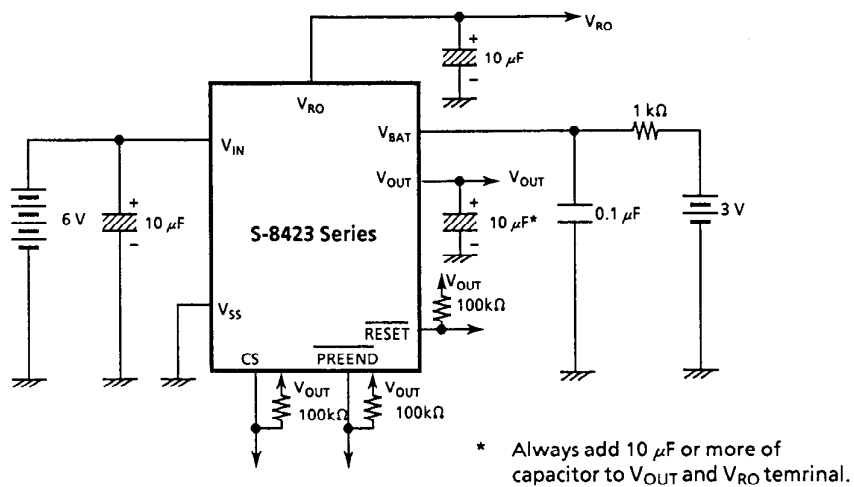 VRO
+
10 μF
−
VRO
1 kΩ
VBAT
VIN
VOUT
VOUT
+
6 V
10 μF
−
+
10 μF*
−
0.1 μF
3 V
S-8423 Series
VOUT
100kΩ
VSS
RESET
CS
PREEND
VOUT
100kΩ
VOUT
100kΩ
* Always add 10 μF or more of
capacitor to VOUT and VRO temrinal.